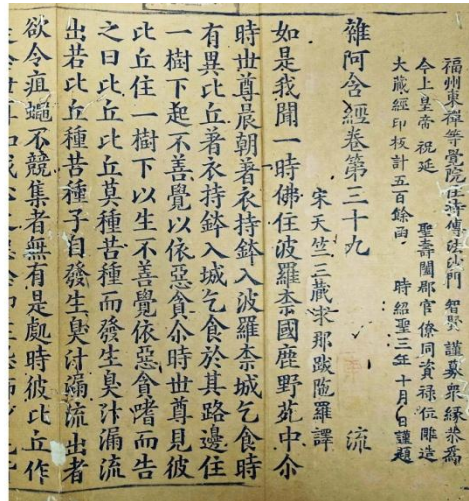 福州東禪等覺院住持傳法沙門 智賢 謹募衆緣恭爲
今上皇帝祝延 聖壽闔郡官僚同資禄位雕造
大藏經印板計五百餘函 時紹聖三年十月 日謹題
雜阿含經卷第三十九 流
宋天竺三藏求那跋陁羅譯
如是我聞一時佛住波羅柰國鹿野苑中尒
時世尊晨朝着衣持鉢入波羅柰城乞食時
有異比丘着衣持鉢入城乞食於其路邊住
一樹下起不善覺以依惡貪尒時世尊見彼
比丘住一樹下以生不善覺依惡貪嗜而告
之曰比丘比丘莫種苦種而發生臭汁漏流
出若比丘種苦種子自發生臭汁漏流出者
欲令疽蠅不競集者無有是處時彼比丘作